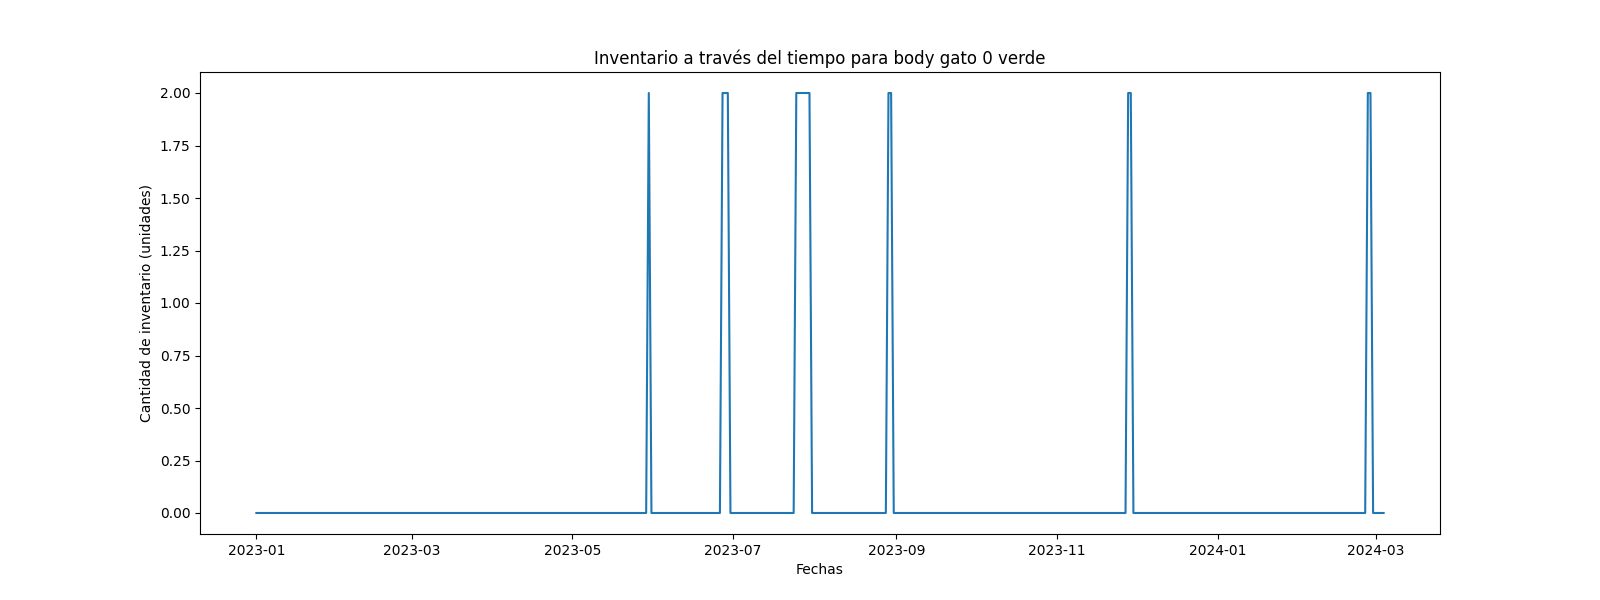 Inventario a través del tiempo para body gato 0 verde
Cantidad de inventario (unidades)
2.00
1.75
1.50
1.25
1.00
0.75
0.50
0.25
0.00
2023-01 2023-03 2023-05 2023-07 2023-09 2023-11 2024-01 2024-03
Fechas